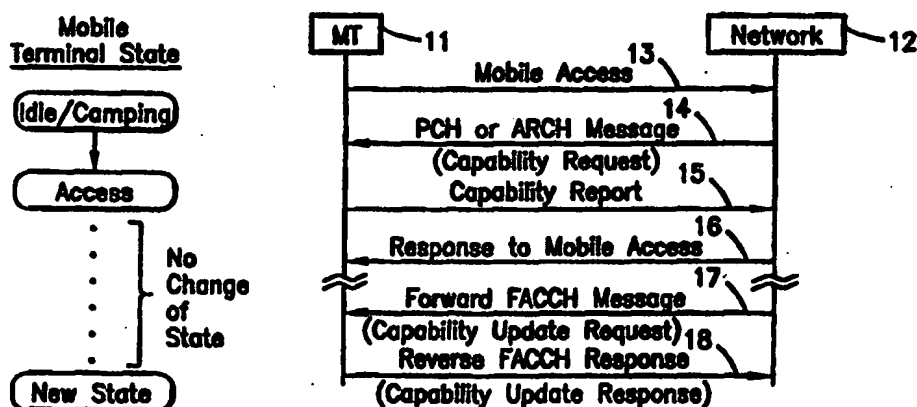 Mobile
Terminal State
Idle/Camping
Access
No
Change
of
State
New State
MT
11
Network
12
13
Mobile Access
14
PCH or ARCH Message
(Capability Request)
15
Capability Report
16
Response to Mobile Access
17
Forward FACCH Message
(Capability Update Request)
18
Reverse FACCH Response
(Capability Update Response)